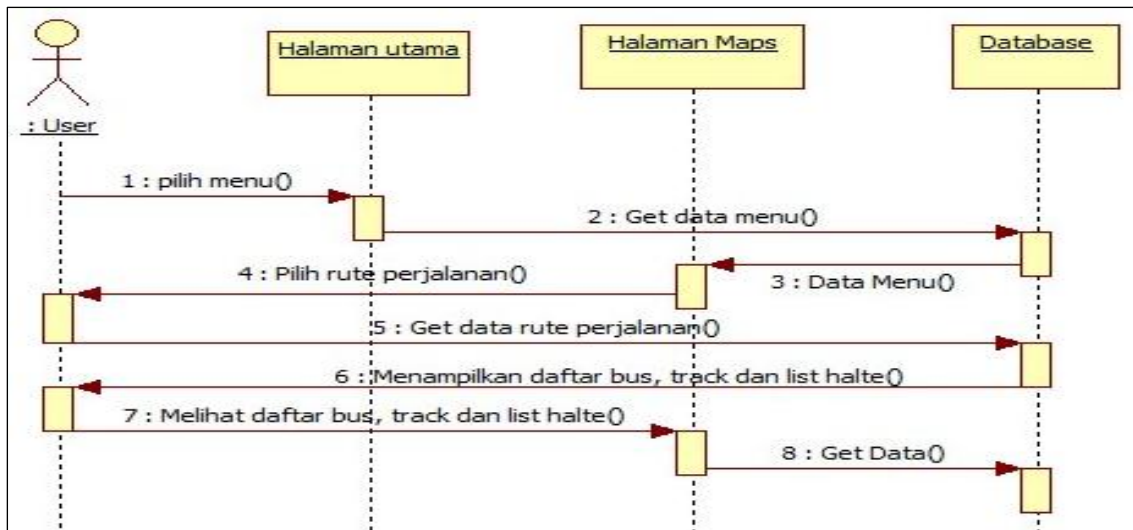 Halaman utama
Halaman Maps
Database
: User
1 : pilih menu()
2 : Get data menu()
3 : Data Menu()
4 : Pilih rute perjalanan()
5 : Get data rute perjalanan()
6 : Menampilkan daftar bus, track dan list halte()
7 : Melihat daftar bus, track dan list halte()
8 : Get Data()